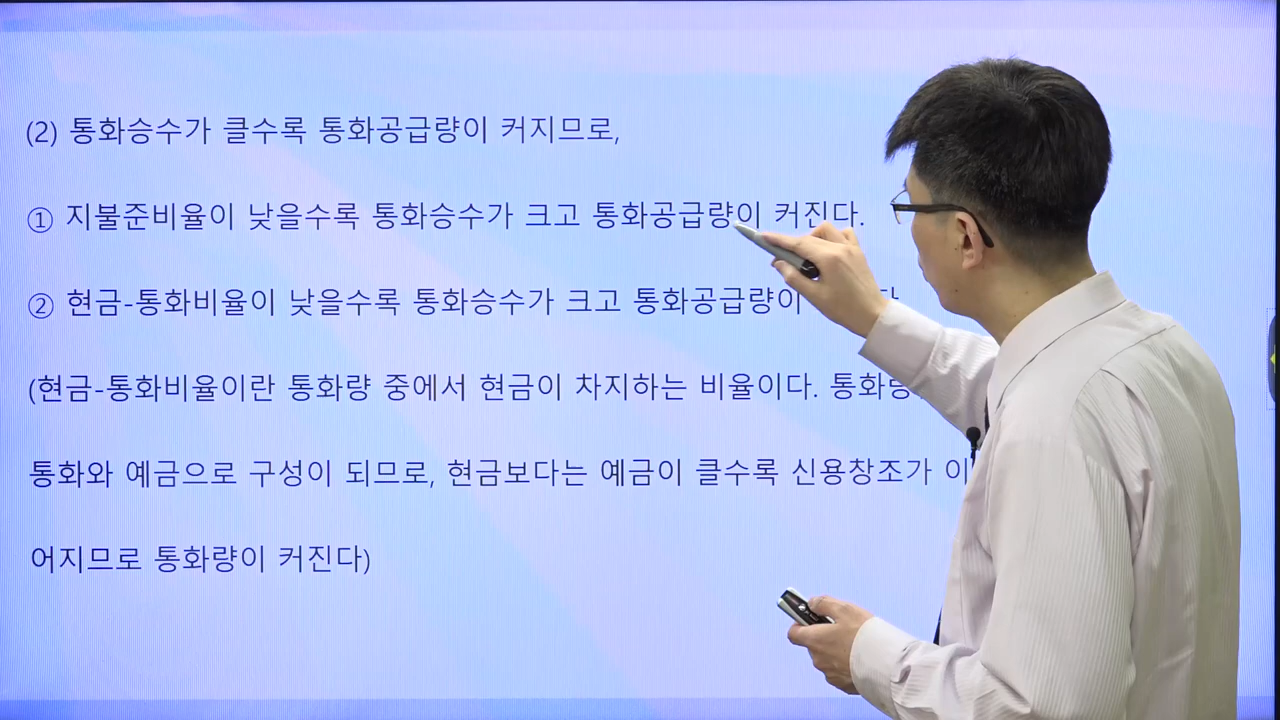 (2) 통화승수가 클수록 통화공급량이 커지므로,
① 지불준비율이 낮을수록 통화승수가 크고 통화공급량이 커진다.
② 현금-통화비율이 낮을수록 통화승수가 크고 통화공급량이
(현금-통화비율이란 통화량 중에서 현금이 차지하는 비율이다.
통화와 예금으로 구성이 되므로, 현금보다는 예금이 클수록 신용창조가
어지므로 통화량이 커진다)